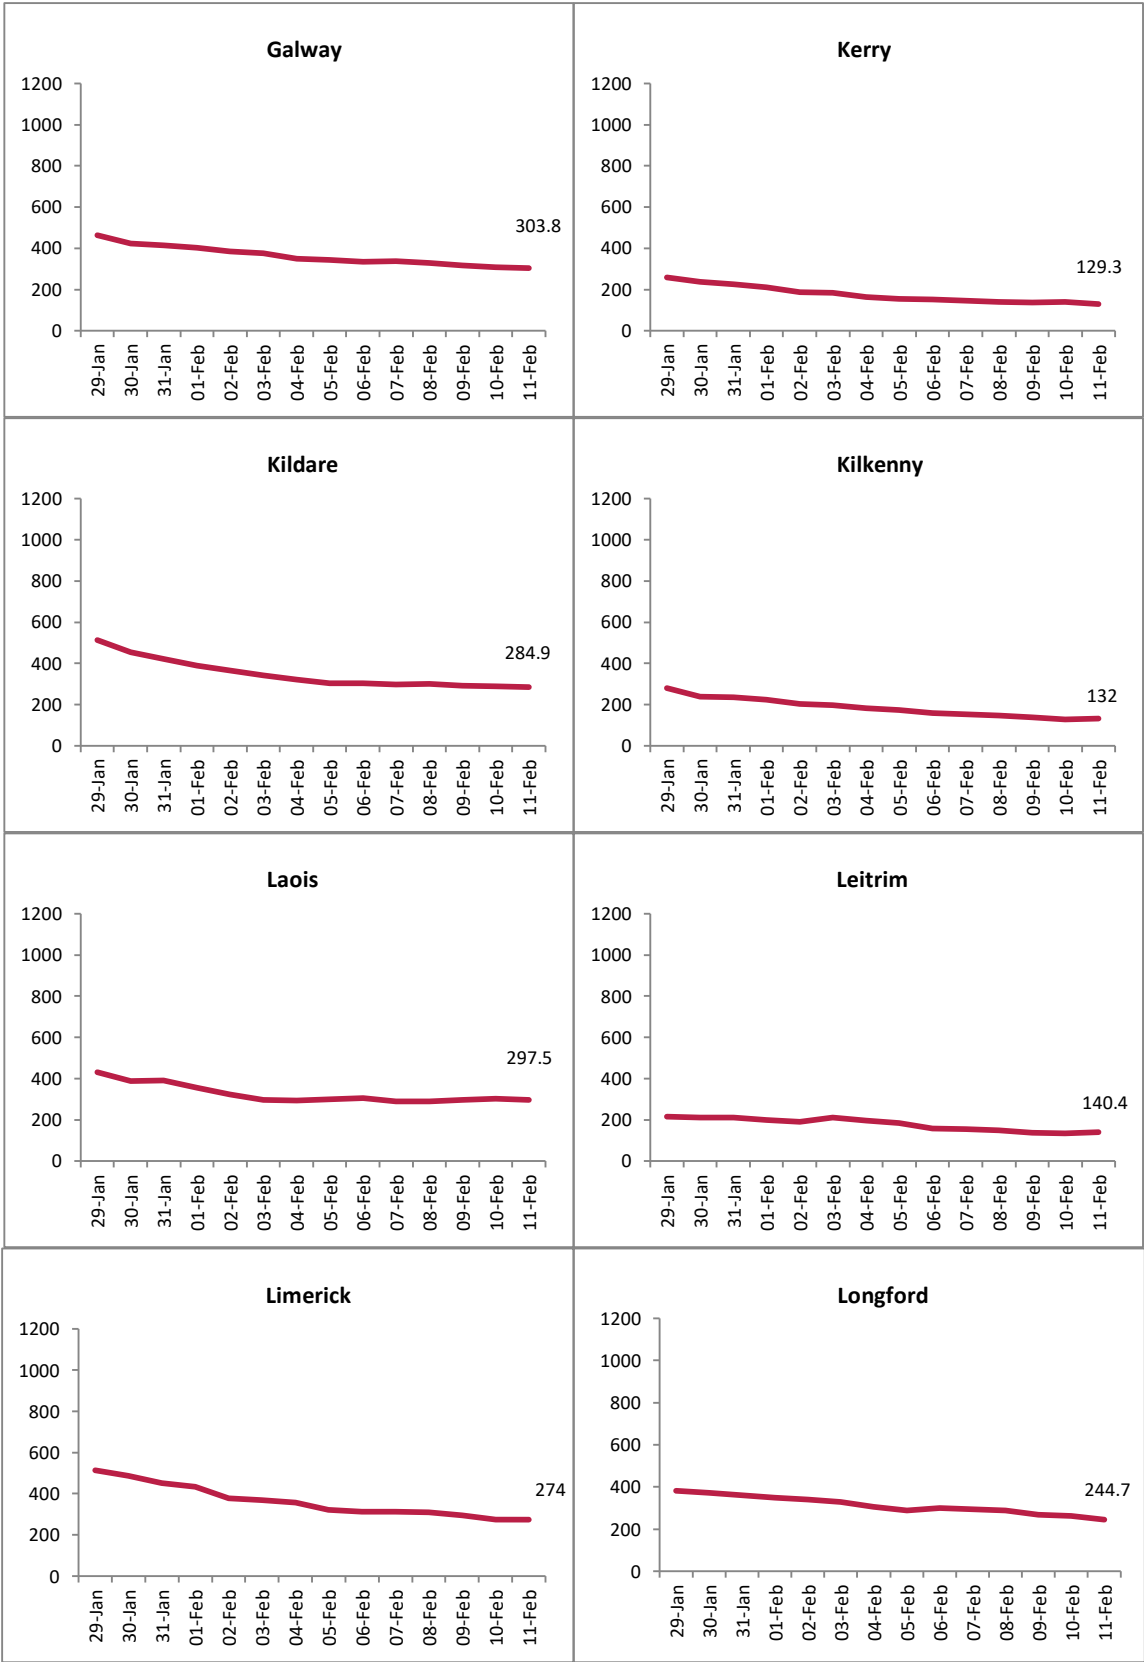 Galway
1200
1000
800
600
400
200
0
303.8
29-Jan
30-Jan
31-Jan
01-Feb
02-Feb
03-Feb
04-Feb
05-Feb
06-Feb
07-Feb
08-Feb
09-Feb
10-Feb
11-Feb
Kerry
1200
1000
800
600
400
200
0
129.3
29-Jan
30-Jan
31-Jan
01-Feb
02-Feb
03-Feb
04-Feb
05-Feb
06-Feb
07-Feb
08-Feb
09-Feb
10-Feb
11-Feb
Kildare
1200
1000
800
600
400
200
0
284.9
29-Jan
30-Jan
31-Jan
01-Feb
02-Feb
03-Feb
04-Feb
05-Feb
06-Feb
07-Feb
08-Feb
09-Feb
10-Feb
11-Feb
Kilkenny
1200
1000
800
600
400
200
0
132
29-Jan
30-Jan
31-Jan
01-Feb
02-Feb
03-Feb
04-Feb
05-Feb
06-Feb
07-Feb
08-Feb
09-Feb
10-Feb
11-Feb
Laois
1200
1000
800
600
400
200
0
297.5
29-Jan
30-Jan
31-Jan
01-Feb
02-Feb
03-Feb
04-Feb
05-Feb
06-Feb
07-Feb
08-Feb
09-Feb
10-Feb
11-Feb
Leitrim
1200
1000
800
600
400
200
0
140.4
29-Jan
30-Jan
31-Jan
01-Feb
02-Feb
03-Feb
04-Feb
05-Feb
06-Feb
07-Feb
08-Feb
09-Feb
10-Feb
11-Feb
Limerick
1200
1000
800
600
400
200
0
274
29-Jan
30-Jan
31-Jan
01-Feb
02-Feb
03-Feb
04-Feb
05-Feb
06-Feb
07-Feb
08-Feb
09-Feb
10-Feb
11-Feb
Longford
1200
1000
800
600
400
200
0
244.7
29-Jan
30-Jan
31-Jan
01-Feb
02-Feb
03-Feb
04-Feb
05-Feb
06-Feb
07-Feb
08-Feb
09-Feb
10-Feb
11-Feb